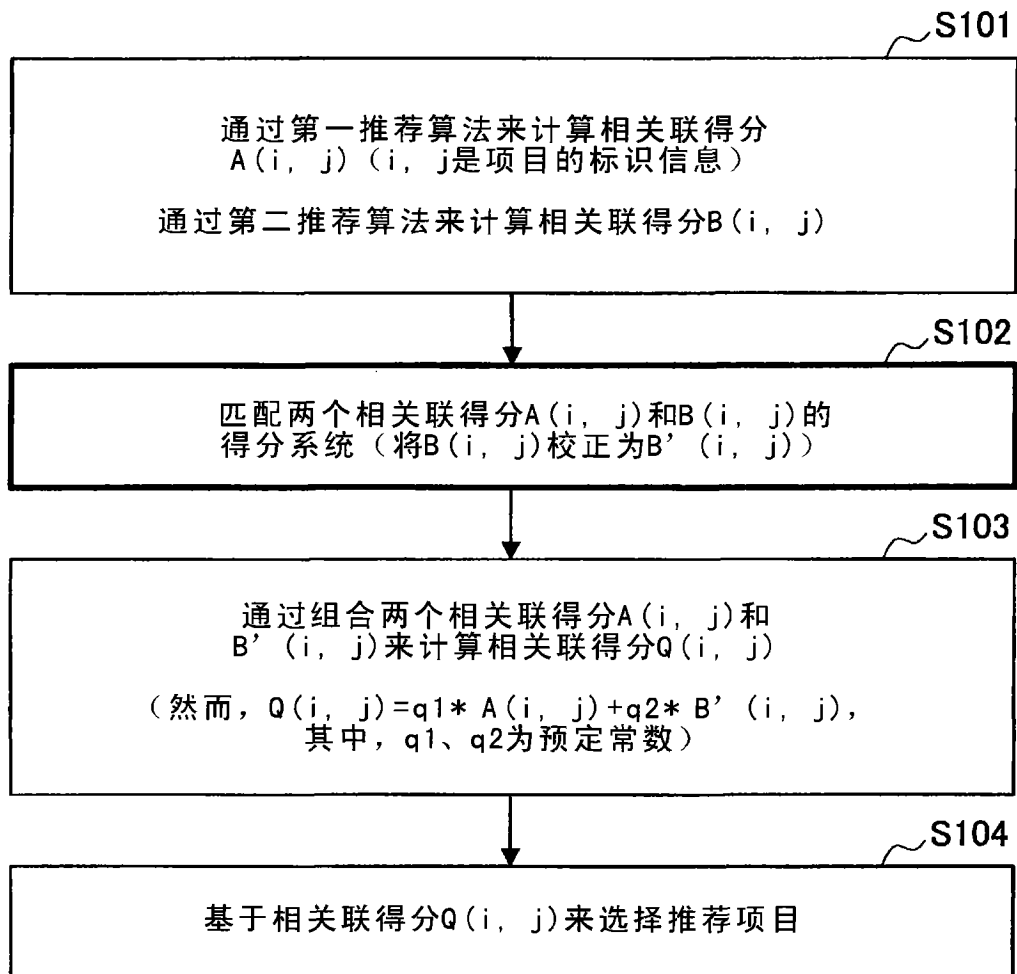 S101
通过第一推荐算法来计算相关联得分
A(i, j)（i, j是项目的标识信息）
通过第二推荐算法来计算相关联得分B(i, j)
S102
匹配两个相关联得分A(i, j)和B(i, j)的
得分系统（将B(i, j)校正为B’(i, j)）
S103
通过组合两个相关联得分A(i, j)和
B’(i, j)来计算相关联得分Q(i, j)
（然而，Q(i, j)=q1* A(i, j)+q2* B’(i, j),
其中，q1、q2为预定常数）
S104
基于相关联得分Q(i, j)来选择推荐项目